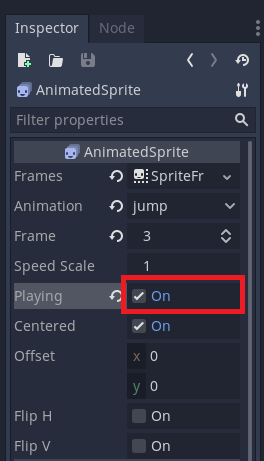 Inspector Node
AnimatedSprite
Filter properties
AnimatedSprite
Frames SpriteFr
Animation jump
Frame 3
Speed Scale 1
Playing On
Centered On
Offset x 0
y 0
Flip H On
Flip V On